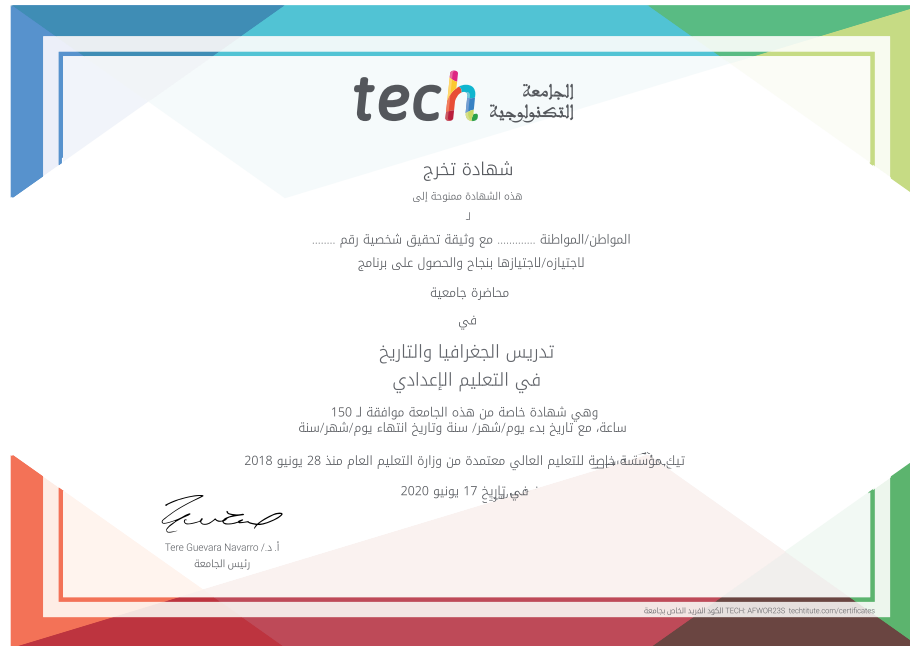 tech
الجامعة
التكنولوجية
شهادة تخرج
هذه الشهادة ممنوحة إلى
لـ
المواطن/المواطنة ............ مع وثيقة تحقيق شخصية رقم ........
لاجتيازه/لاجتيازها بنجاح والحصول على برنامج
محاضرة جامعية
في
تدريس الجغرافيا والتاريخ
في التعليم الإعدادي
وهي شهادة خاصة من هذه الجامعة موافقة لـ 150
ساعة، مع تاريخ بدء يوم/شهر/ سنة وتاريخ انتهاء يوم/شهر/سنة
تيك مؤسسة خاصة للتعليم العالي معتمدة من وزارة التعليم العام منذ 28 يونيو 2018
في تاريخ 17 يونيو 2020
أ. د./ Tere Guevara Navarro
رئيس الجامعة
الكود الفريد الخاص بجامعة TECH: AFWOR23S techtitute.com/certificates